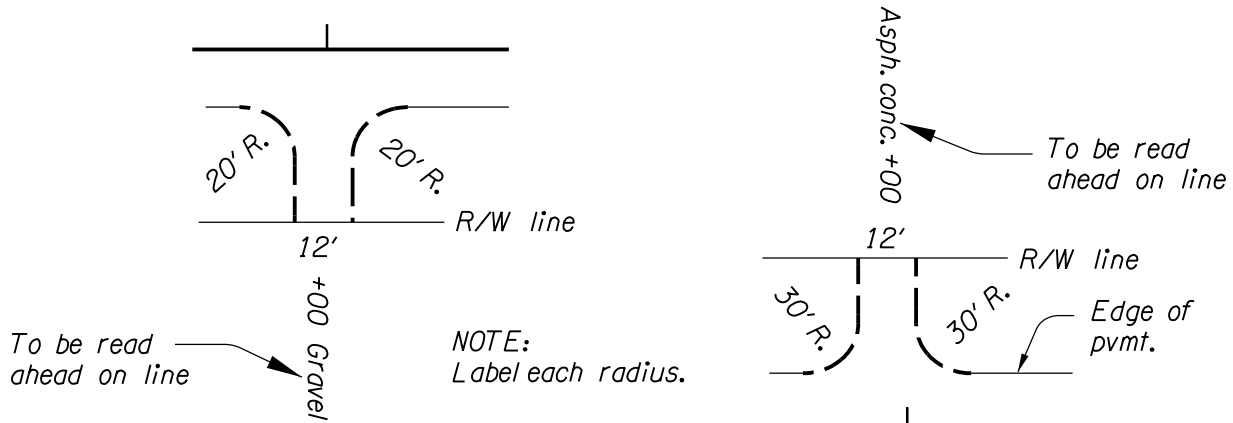 20' R.
20' R.
R/W line
12'
+00 Gravel
To be read
ahead on line
NOTE:
Label each radius.
Asph. conc. +00
To be read
ahead on line
12'
R/W line
30' R.
30' R.
Edge of
pvmt.